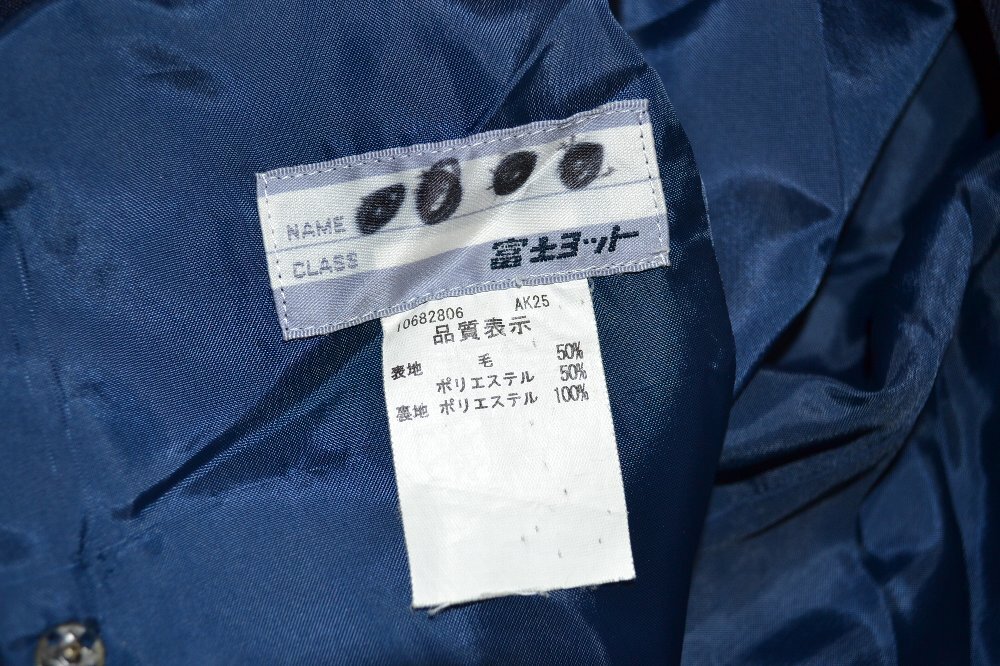 NAME
CLASS
富士ヨット
10682806 AK25
品質表示
表地 毛 50%
ポリエステル 50%
裏地 ポリエステル 100%